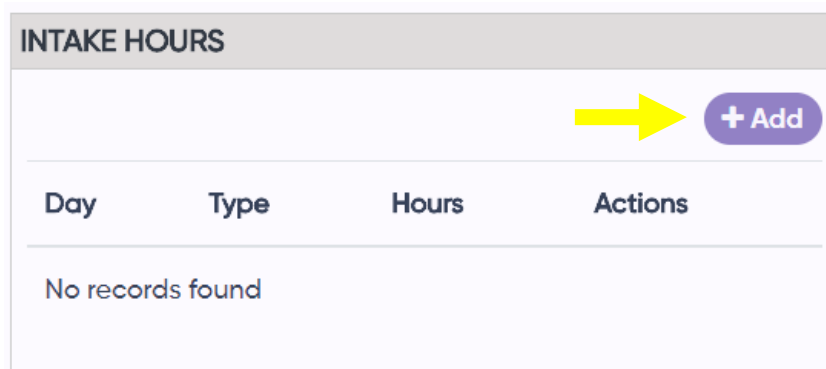 INTAKE HOURS
+ Add
Day Type Hours Actions
No records found